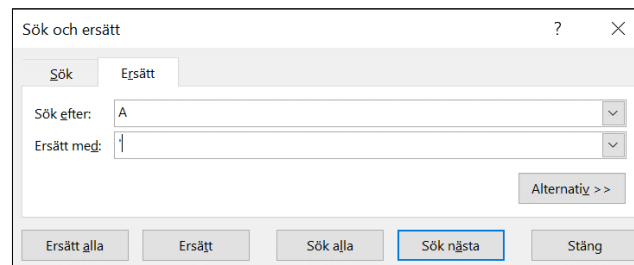 Sök och ersätt ?
Sök Ersätt
Sök efter: A
Ersätt med: '
Alternativ >>
Ersätt alla Ersätt Sök alla Sök nästa Stäng